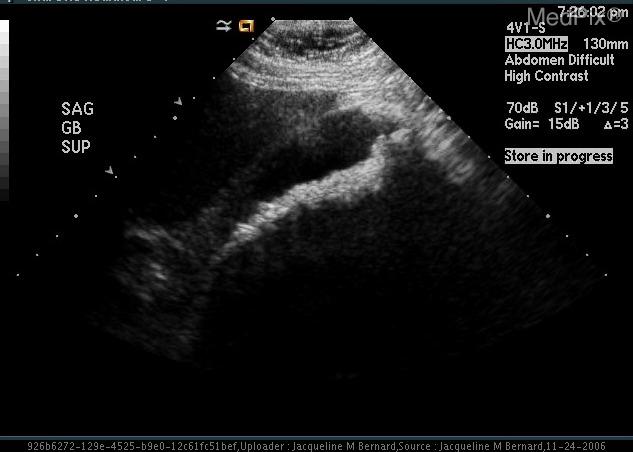 7:26:02 pm
MedPix®
4V1-S
HC3.0MHz 130mm
Abdomen Difficult
High Contrast
70dB S1/+1/3/5
Gain= 15dB Δ=3
Store in progress
SAG
GB
SUP
926b6272-129e-4525-b9e0-12c61fc51bef,Uploader : Jacqueline M Bernard,Source : Jacqueline M Bernard,11-24-2006